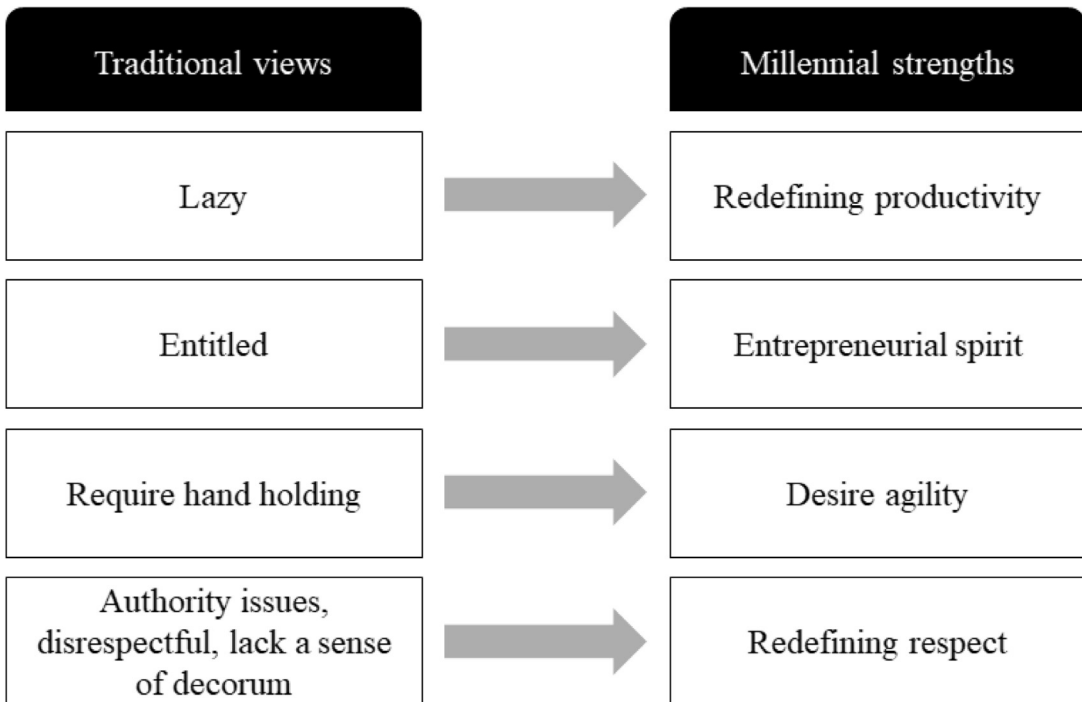 Traditional views
Millennial strengths
Lazy
Redefining productivity
Entitled
Entrepreneurial spirit
Require hand holding
Desire agility
Authority issues,
disrespectful, lack a sense
of decorum
Redefining respect